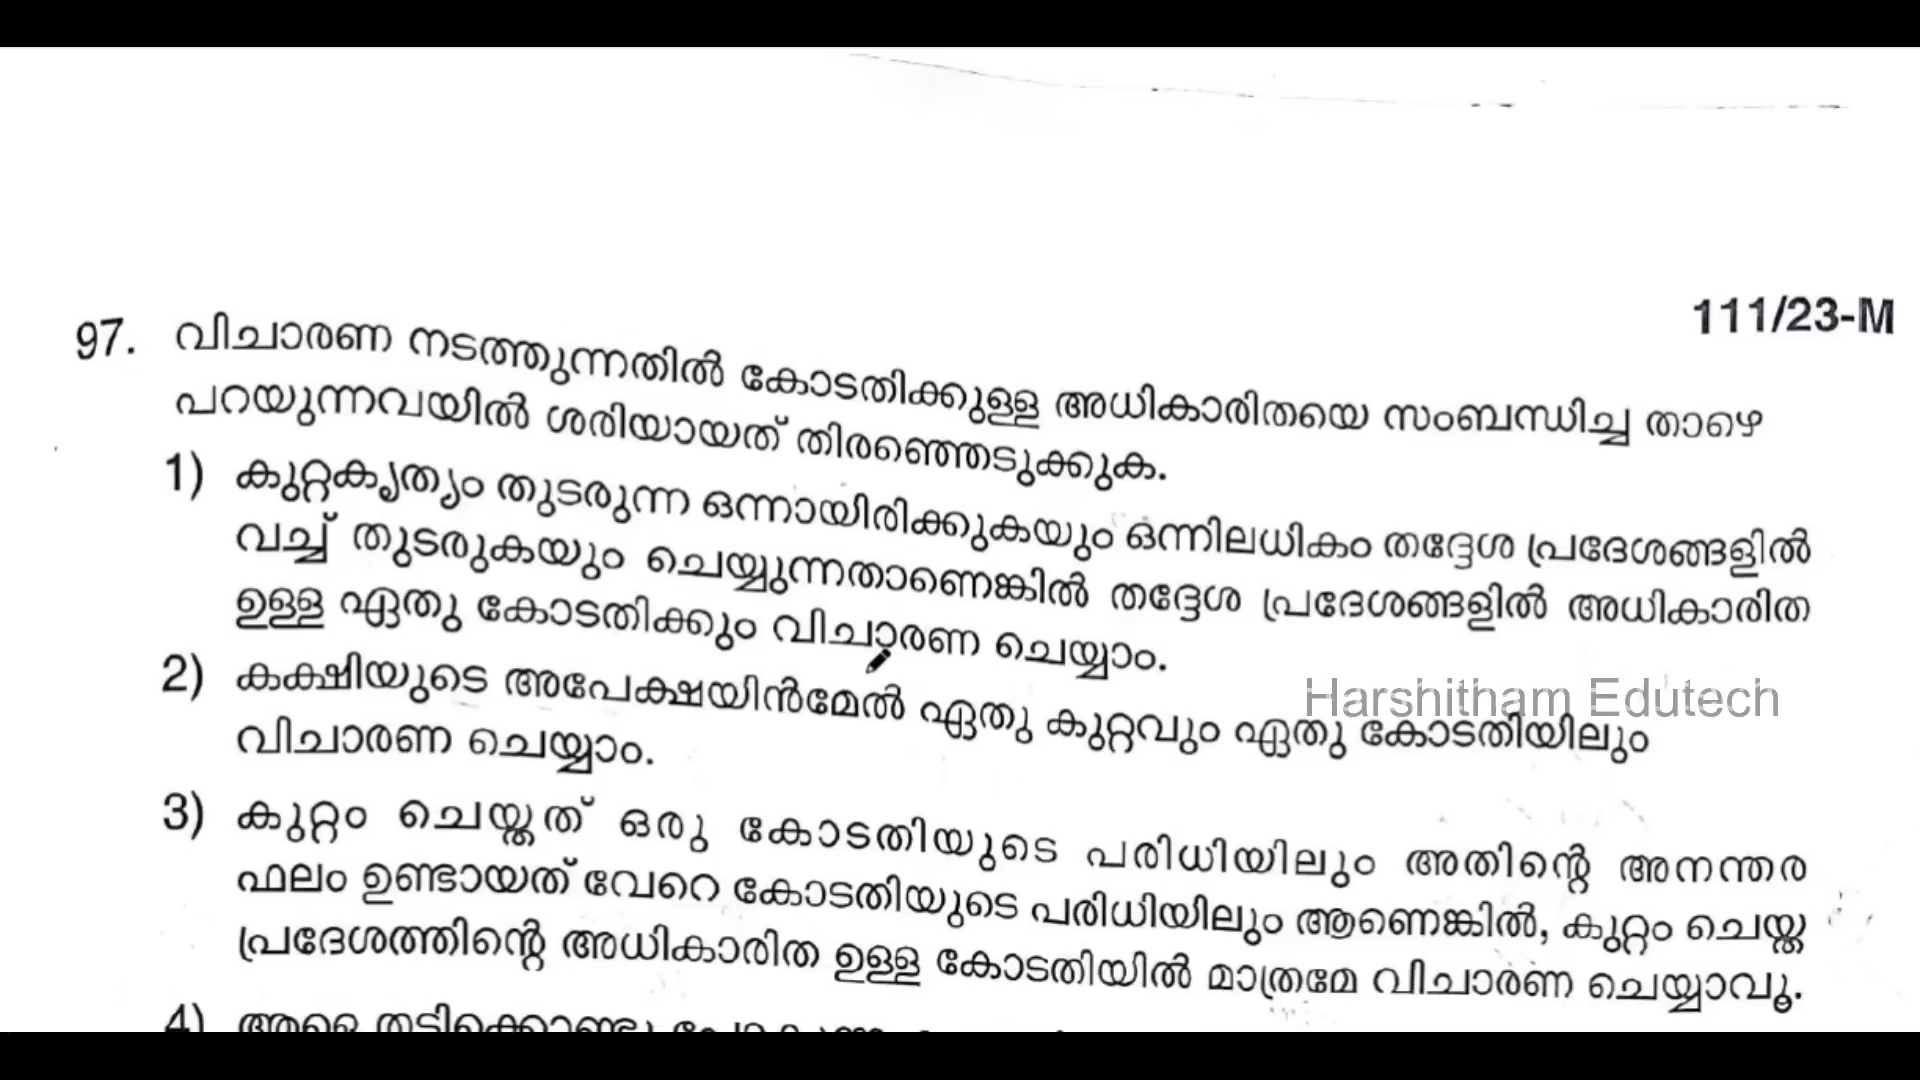 111/23-M
97. വിചാരണ നടത്തുന്നതിൽ കോടതിക്കുള്ള അധികാരിതയെ സംബന്ധിച്ച താഴെ
പറയുന്നവയിൽ ശരിയായത് തിരഞ്ഞെടുക്കുക.
1) കുറ്റകൃത്യം തുടരുന്ന ഒന്നായിരിക്കുകയും ഒന്നിലധികം തദ്ദേശ പ്രദേശങ്ങളിൽ
വച്ച് തുടരുകയും ചെയ്യുന്നതാണെങ്കിൽ തദ്ദേശ പ്രദേശങ്ങളിൽ അധികാരിത
ഉള്ള ഏതു കോടതിക്കും വിചാരണ ചെയ്യാം.
2) കക്ഷിയുടെ അപേക്ഷയിൻമേൽ ഏതു കുറ്റവും ഏതു കോടതിയിലും
വിചാരണ ചെയ്യാം.
Harshitham Edutech
3) കുറ്റം ചെയ്തത് ഒരു കോടതിയുടെ പരിധിയിലും അതിന്റെ അനന്തര
ഫലം ഉണ്ടായത് വേറെ കോടതിയുടെ പരിധിയിലും ആണെങ്കിൽ, കുറ്റം ചെയ്ത
പ്രദേശത്തിന്റെ അധികാരിത ഉള്ള കോടതിയിൽ മാത്രമേ വിചാരണ ചെയ്യാവൂ.
4) ആളെ തട്ടിക്കൊണ്ടു